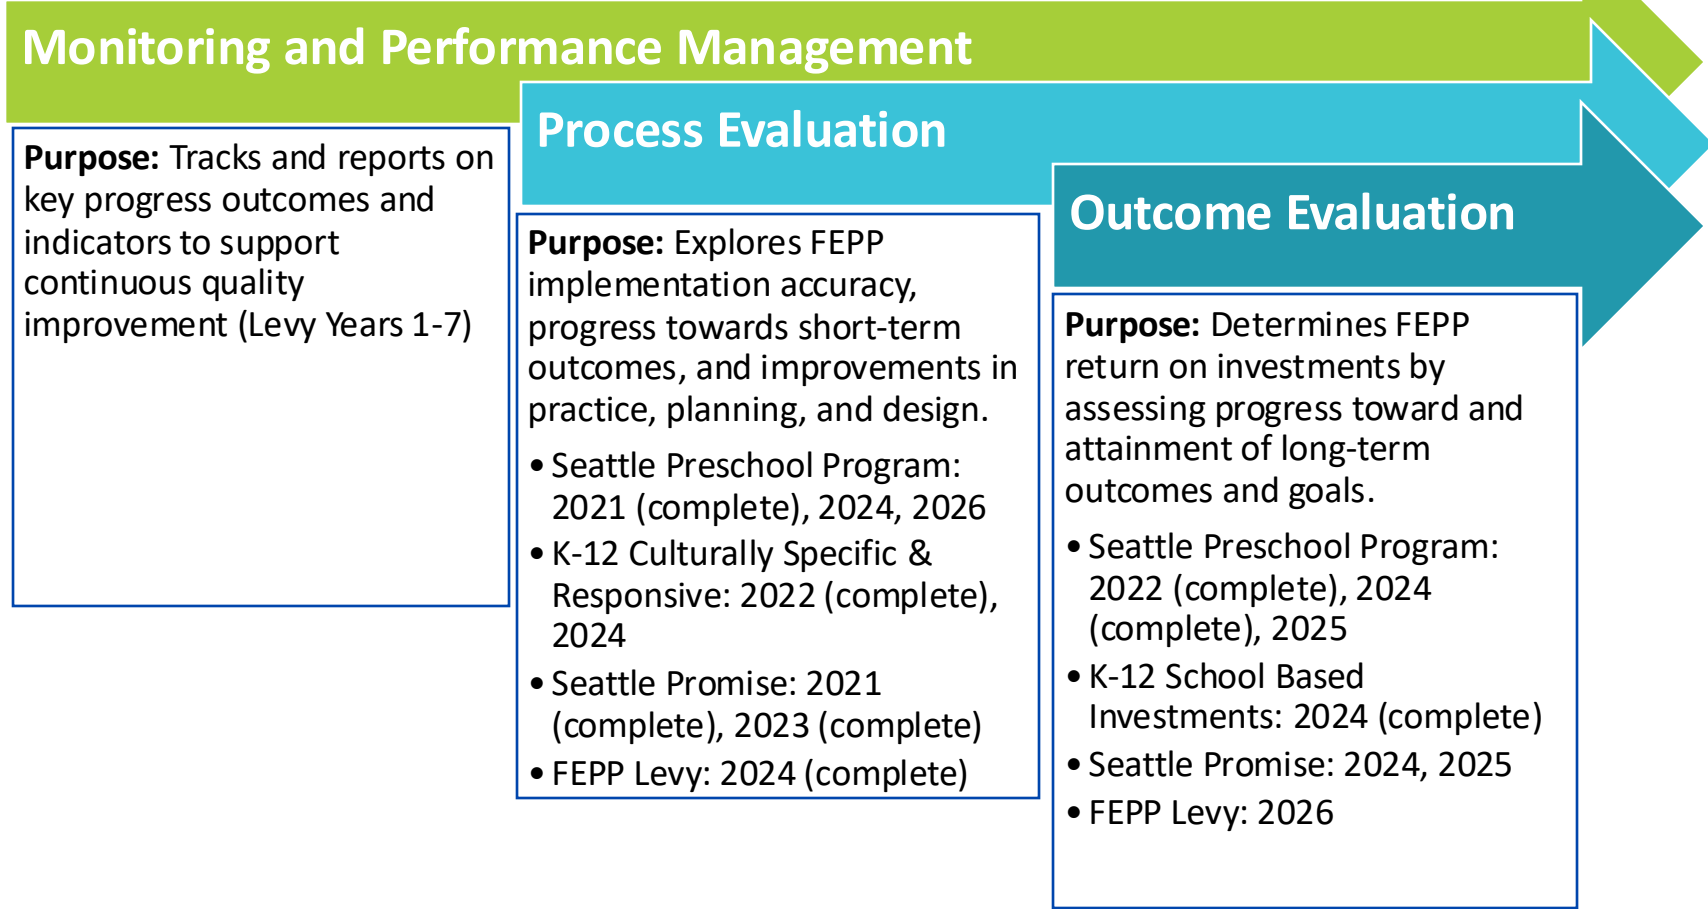 Monitoring and Performance Management
Purpose: Tracks and reports on
key progress outcomes and
indicators to support
continuous quality
improvement (Levy Years 1-7)
Process Evaluation
Purpose: Explores FEPP
implementation accuracy,
progress towards short-term
outcomes, and improvements in
practice, planning, and design.
• Seattle Preschool Program:
2021 (complete), 2024, 2026
• K-12 Culturally Specific &
Responsive: 2022 (complete),
2024
• Seattle Promise: 2021
(complete), 2023 (complete)
• FEPP Levy: 2024 (complete)
Outcome Evaluation
Purpose: Determines FEPP
return on investments by
assessing progress toward and
attainment of long-term
outcomes and goals.
• Seattle Preschool Program:
2022 (complete), 2024
(complete), 2025
• K-12 School Based
Investments: 2024 (complete)
• Seattle Promise: 2024, 2025
• FEPP Levy: 2026